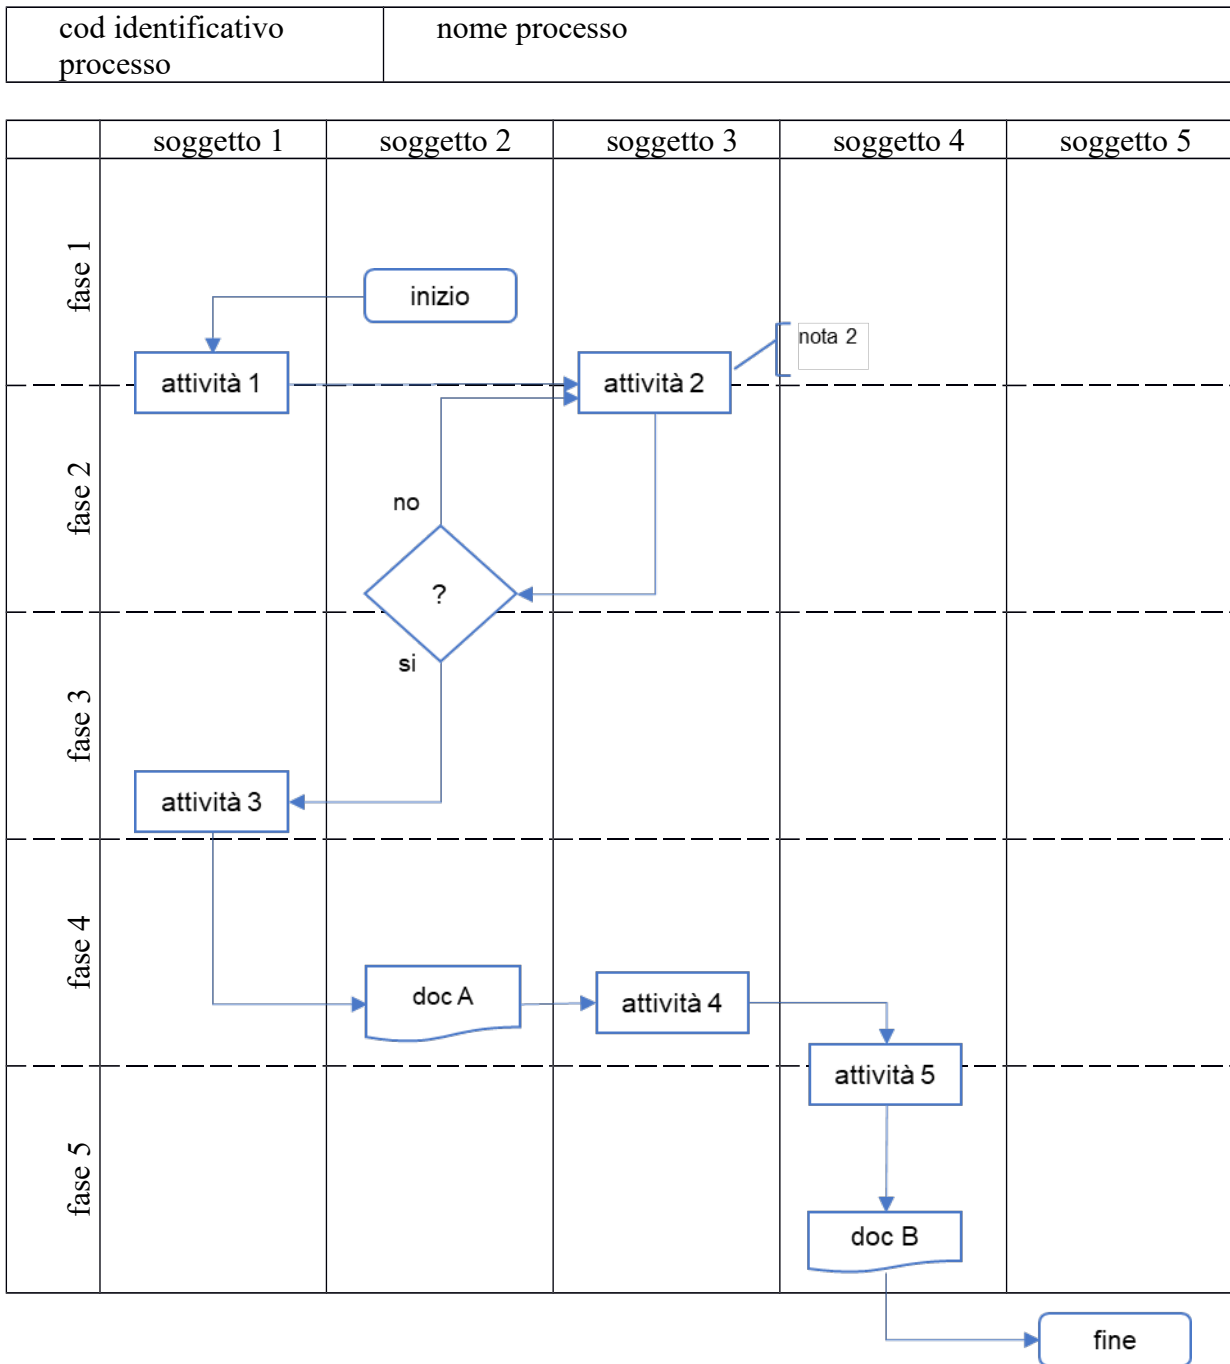 cod identificativo
processo
nome processo
soggetto 1
soggetto 2
soggetto 3
soggetto 4
soggetto 5
fase 1
inizio
nota 2
attività 1
attività 2
fase 2
no
?
si
fase 3
attività 3
fase 4
doc A
attività 4
attività 5
fase 5
doc B
fine